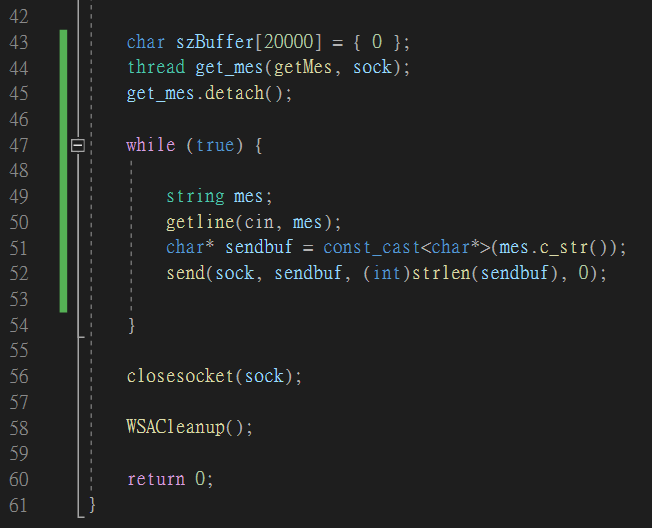 42
43 char szBuffer[20000] = { 0 };
44 thread get_mes(getMes, sock);
45 get_mes.detach();
46
47 while (true) {
48
49 string mes;
50 getline(cin, mes);
51 char* sendbuf = const_cast<char*>(mes.c_str());
52 send(sock, sendbuf, (int)strlen(sendbuf), 0);
53
54 }
55
56 closesocket(sock);
57
58 WSACleanup();
59
60 return 0;
61 }